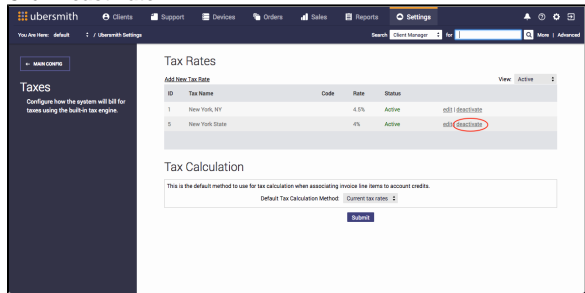 ubersmith
Clients
Support
Devices
Orders
Sales
Reports
Settings
You Are Here: default / Ubersmith Settings
Search Client Manager for
More | Advanced
← MAIN CONFIG
Taxes
Configure how the system will bill for
taxes using the built-in tax engine.
Tax Rates
Add New Tax Rate
View Active
ID Tax Name Code Rate Status
1 New York, NY 4.5% Active edit | deactivate
5 New York State 4% Active edit | deactivate
Tax Calculation
This is the default method to use for tax calculation when associating invoice line items to account credits.
Default Tax Calculation Method: Current tax rates
Submit